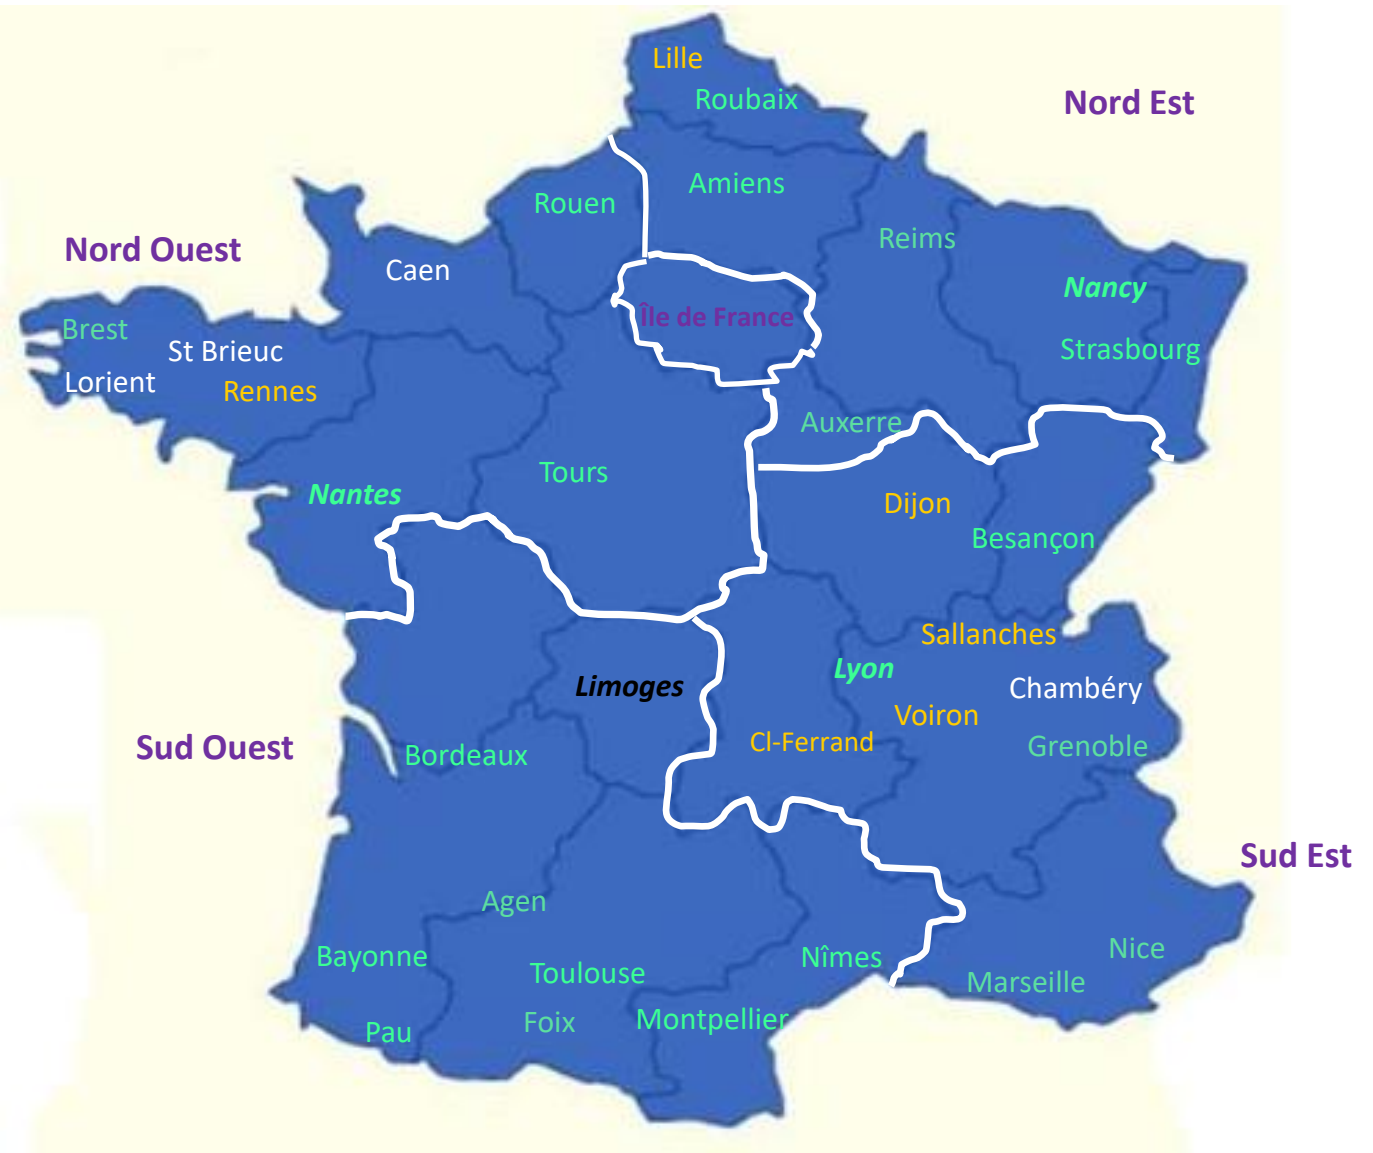 Lille
Roubaix
Nord Est
Amiens
Rouen
Reims
Nord Ouest
Caen
Nancy
Île de France
Brest
St Brieuc
Strasbourg
Lorient
Rennes
Auxerre
Tours
Nantes
Dijon
Besançon
Sallanches
Lyon
Limoges
Chambéry
Voiron
Cl-Ferrand
Grenoble
Sud Ouest
Bordeaux
Sud Est
Agen
Bayonne
Nîmes
Nice
Toulouse
Marseille
Foix
Montpellier
Pau